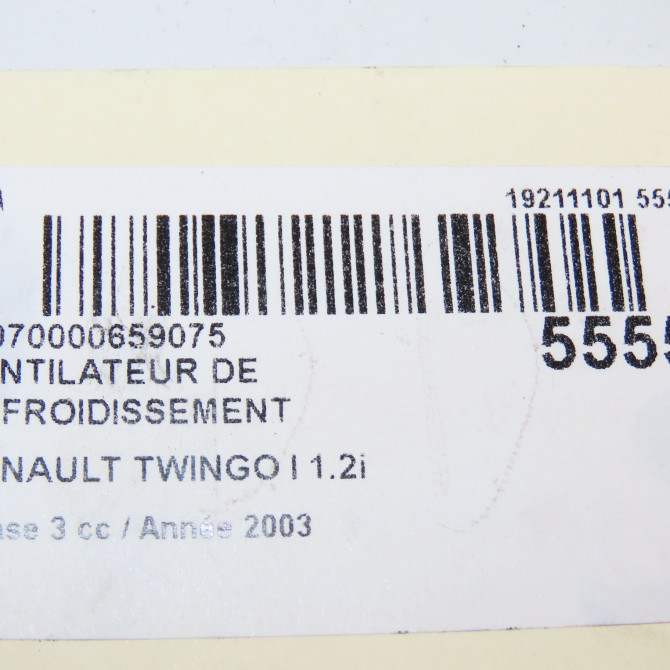 19211101 555
070000659075
5555
NTILATEUR DE
FROIDISSEMENT
NAULT TWINGO I 1.2i
ase 3 cc / Année 2003